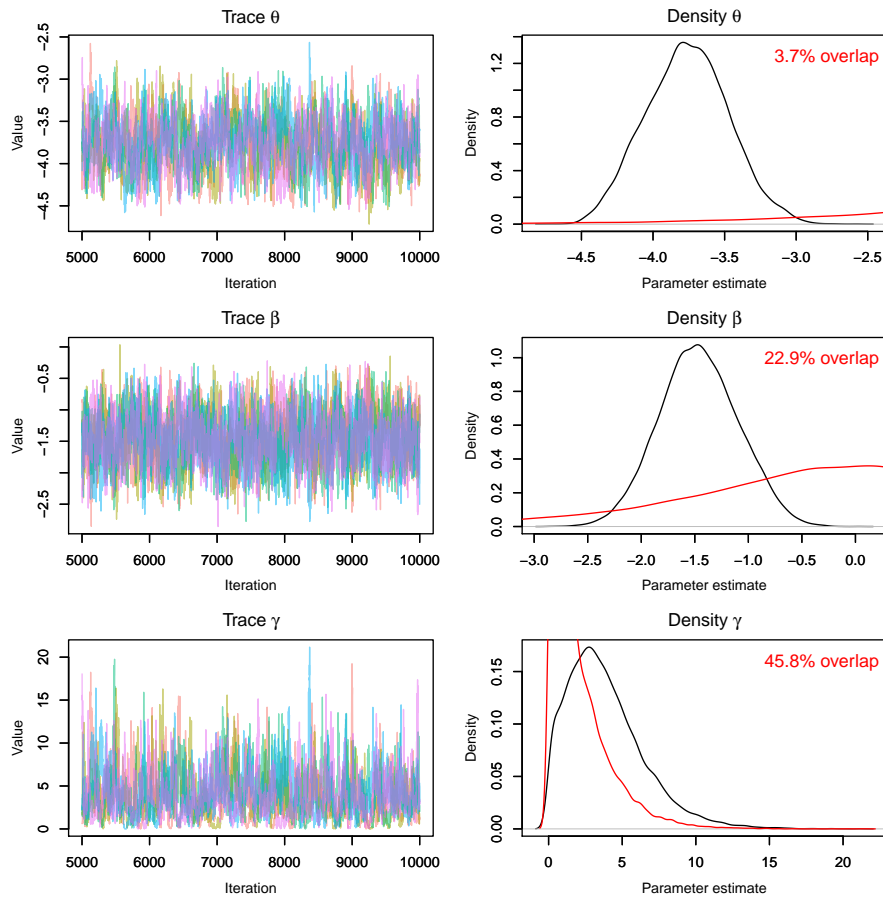 Trace θ
Value
−4.5 −4.0 −3.5 −3.0 −2.5
5000 6000 7000 8000 9000 10000
Iteration
Density θ
3.7% overlap
Density
0.0 0.4 0.8 1.2
−4.5 −4.0 −3.5 −3.0 −2.5
Parameter estimate
Trace β
Value
−2.5 −1.5 −0.5
5000 6000 7000 8000 9000 10000
Iteration
Density β
22.9% overlap
Density
0.0 0.2 0.4 0.6 0.8 1.0
−3.0 −2.5 −2.0 −1.5 −1.0 −0.5 0.0
Parameter estimate
Trace γ
Value
0 5 10 15 20
5000 6000 7000 8000 9000 10000
Iteration
Density γ
45.8% overlap
Density
0.00 0.05 0.10 0.15
0 5 10 15 20
Parameter estimate